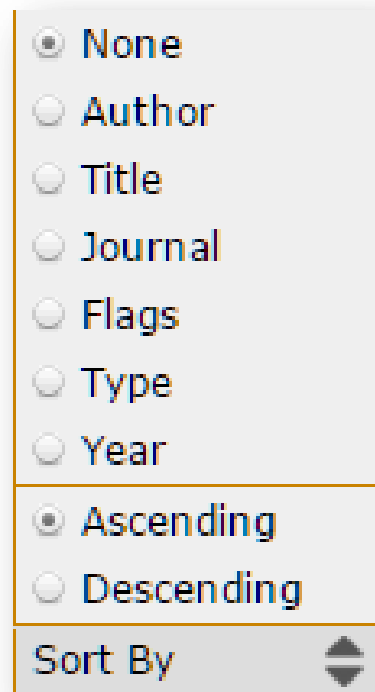 None
Author
Title
Journal
Flags
Type
Year
Ascending
Descending
Sort By